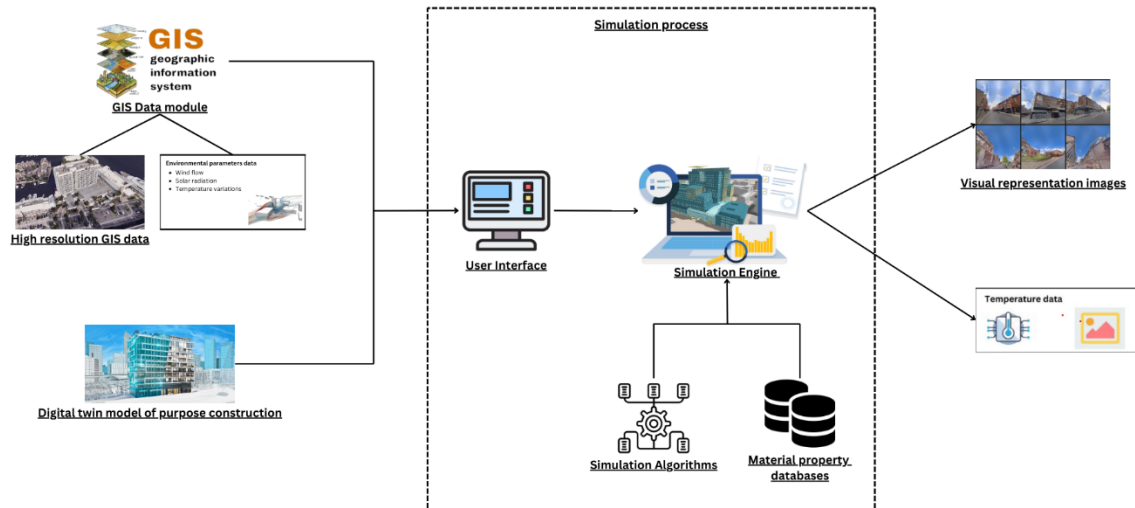 Simulation process
GIS
geographic
information
system
GIS Data module
Environmental parameters data
Wind flow
Solar radiation
Temperature variations
High resolution GIS data
User Interface
Simulation Engine
Visual representation images
Temperature data
Digital twin model of purpose construction
Simulation Algorithms
Material property
databases